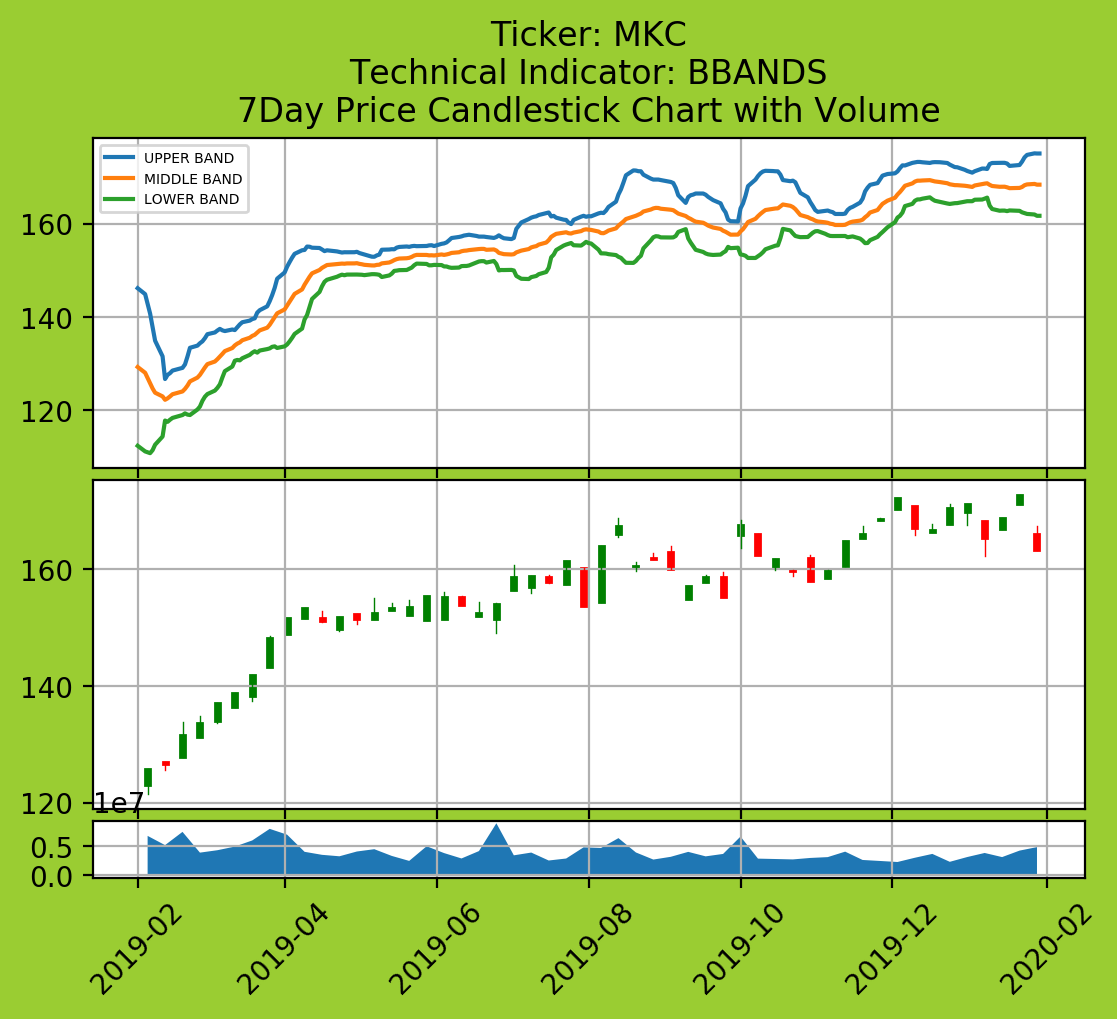 Ticker: MKC
Technical Indicator: BBANDS
7Day Price Candlestick Chart with Volume
UPPER BAND
MIDDLE BAND
LOWER BAND
160
140
120
160
140
120
1e7
0.5
0.0
2019-02
2019-04
2019-06
2019-08
2019-10
2019-12
2020-02